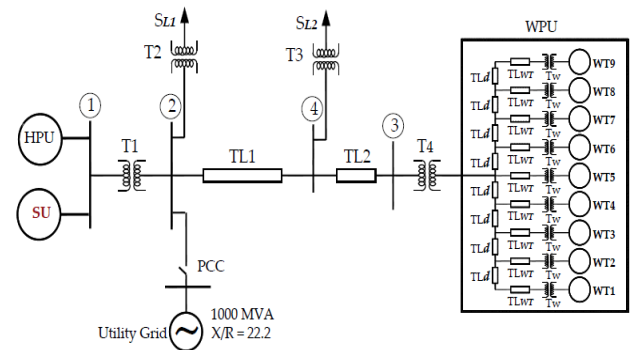 SL1
SL2
WPU
T2
T3
TLd
TLWT
Tw
WT9
TLd
TLWT
Tw
WT8
1
2
4
3
TLd
TLWT
Tw
WT7
HPU
T1
TL1
TL2
T4
TLd
TLWT
Tw
WT6
TLWT
Tw
WT5
SU
TLd
TLWT
Tw
WT4
TLd
TLWT
Tw
WT3
PCC
TLd
TLWT
Tw
WT2
TLd
TLWT
Tw
WT1
Utility Grid
1000 MVA
X/R = 22.2